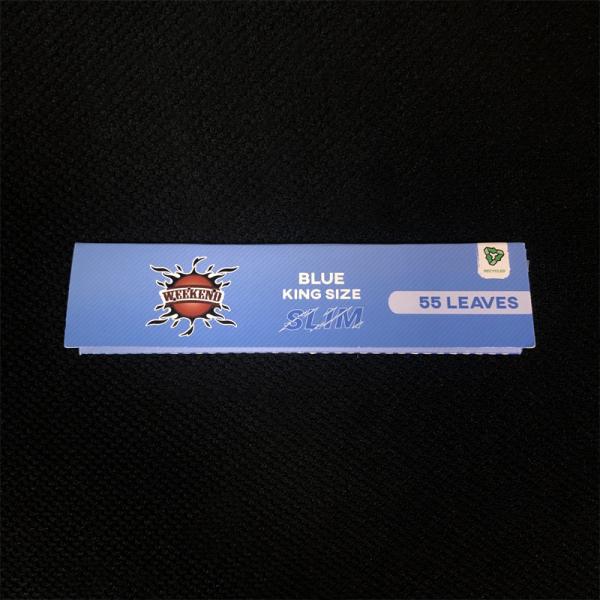 WEEKEND
BLUE
KING SIZE
SLIM
55 LEAVES
RECYCLED